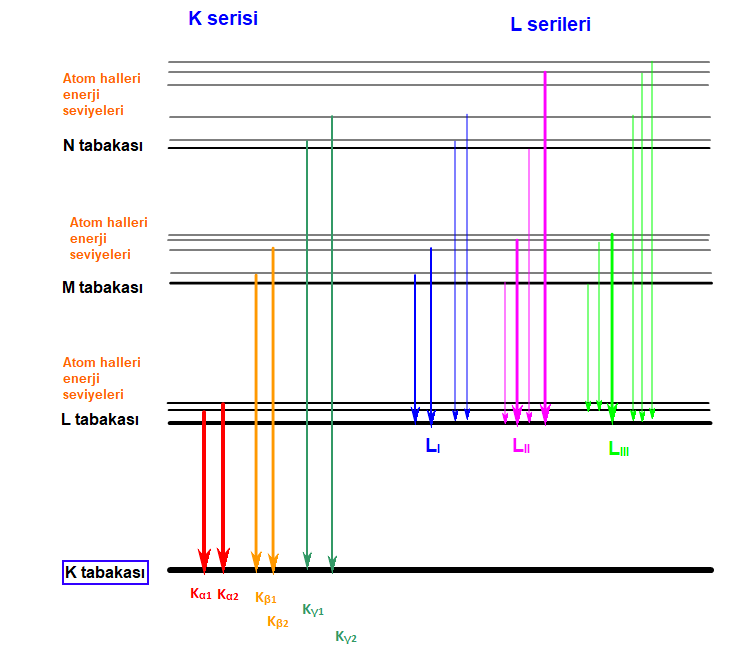 K serisi
L serileri
Atom halleri
enerji
seviyeleri
N tabakası
Atom halleri
enerji
seviyeleri
M tabakası
Atom halleri
enerji
seviyeleri
L tabakası
LI
LII
LIII
K tabakası
Kα1
Kα2
Kβ1
Kβ2
Kγ1
Kγ2